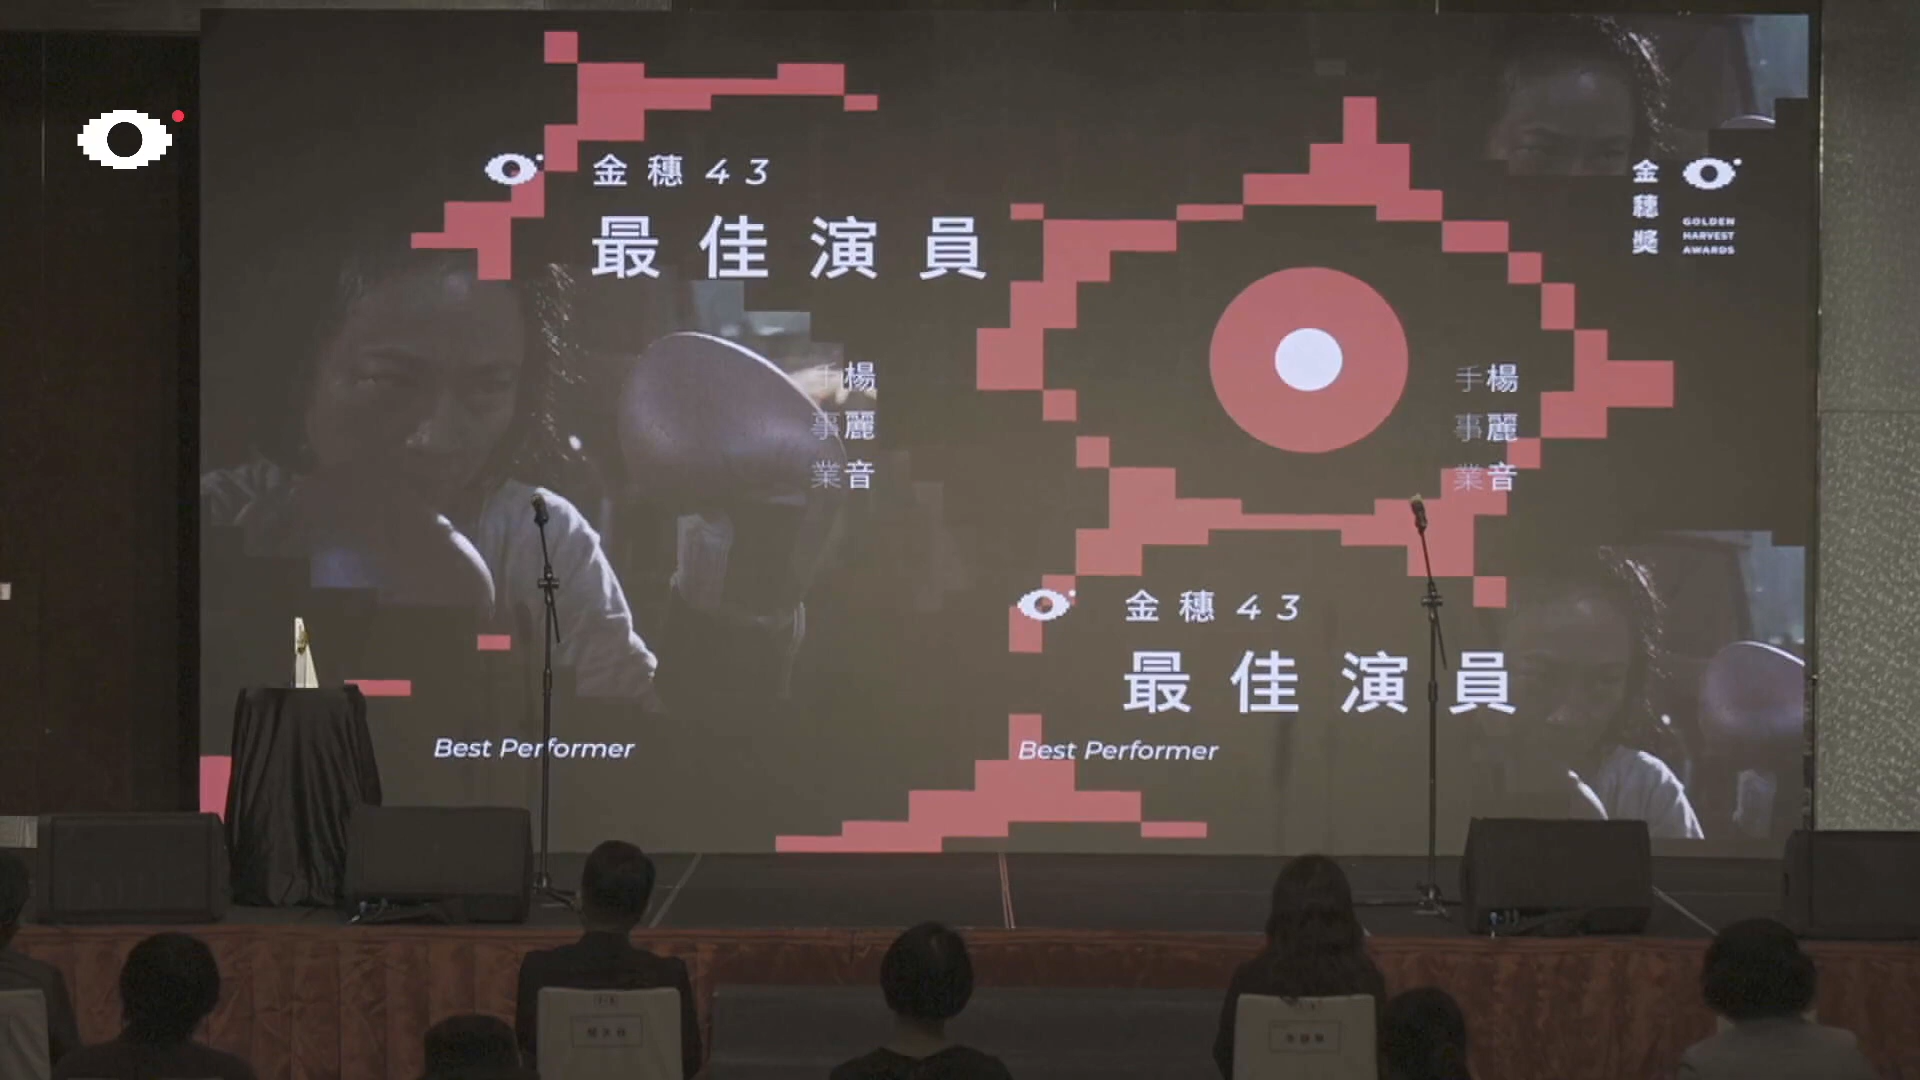 金穗43
最佳演員
手事業
楊麗音
Best Performer
手事業
楊麗音
金穗43
最佳演員
Best Performer
金穗獎
GOLDEN
HARVEST
AWARDS